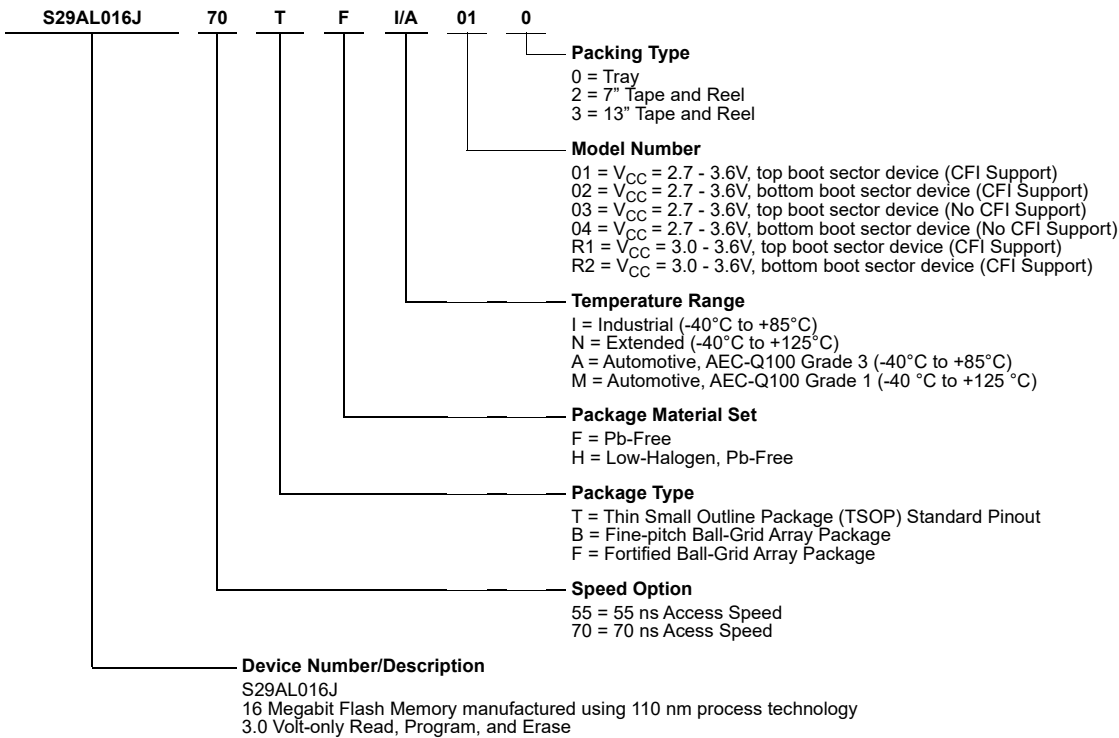 S29AL016J 70 T F I/A 01 0
Packing Type
0 = Tray
2 = 7” Tape and Reel
3 = 13” Tape and Reel
Model Number
01 = VCC = 2.7 - 3.6V, top boot sector device (CFI Support)
02 = VCC = 2.7 - 3.6V, bottom boot sector device (CFI Support)
03 = VCC = 2.7 - 3.6V, top boot sector device (No CFI Support)
04 = VCC = 2.7 - 3.6V, bottom boot sector device (No CFI Support)
R1 = VCC = 3.0 - 3.6V, top boot sector device (CFI Support)
R2 = VCC = 3.0 - 3.6V, bottom boot sector device (CFI Support)
Temperature Range
I = Industrial (-40°C to +85°C)
N = Extended (-40°C to +125°C)
A = Automotive, AEC-Q100 Grade 3 (-40°C to +85°C)
M = Automotive, AEC-Q100 Grade 1 (-40 °C to +125 °C)
Package Material Set
F = Pb-Free
H = Low-Halogen, Pb-Free
Package Type
T = Thin Small Outline Package (TSOP) Standard Pinout
B = Fine-pitch Ball-Grid Array Package
F = Fortified Ball-Grid Array Package
Speed Option
55 = 55 ns Access Speed
70 = 70 ns Acess Speed
Device Number/Description
S29AL016J
16 Megabit Flash Memory manufactured using 110 nm process technology
3.0 Volt-only Read, Program, and Erase